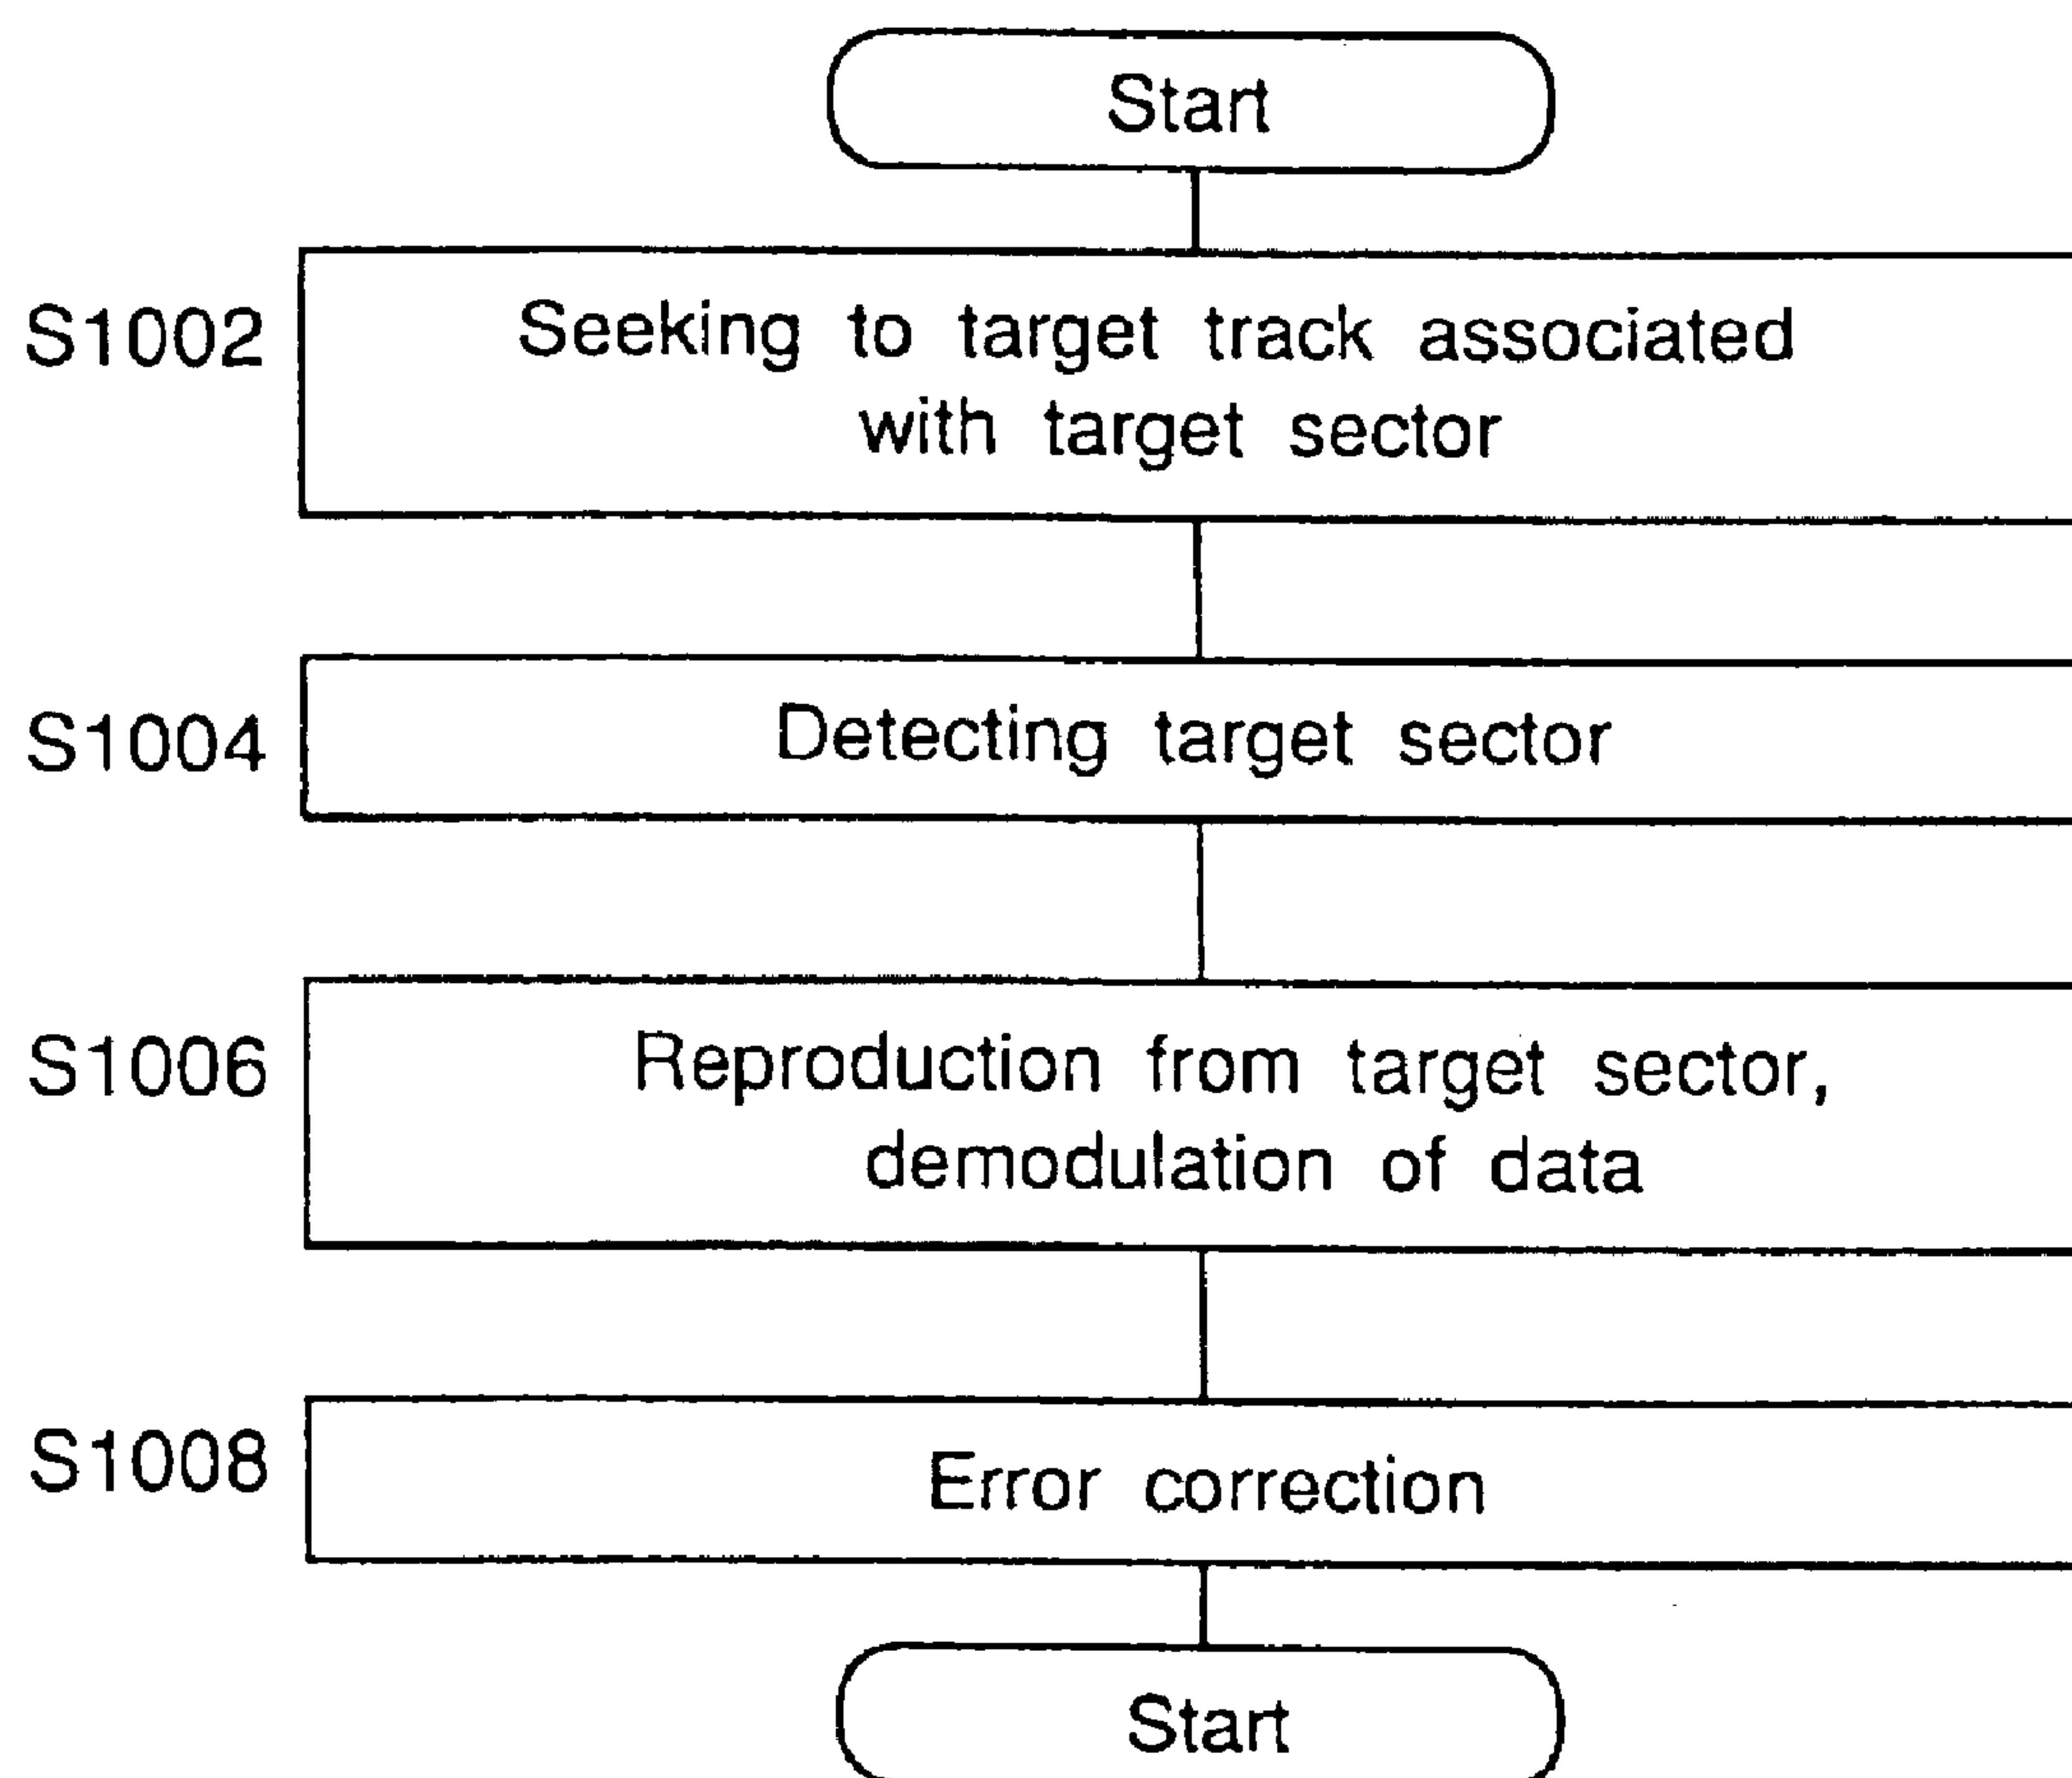 Start
S1002
Seeking to target track associated
with target sector
S1004
Detecting target sector
S1006
Reproduction from target sector,
demodulation of data
S1008
Error correction
Start